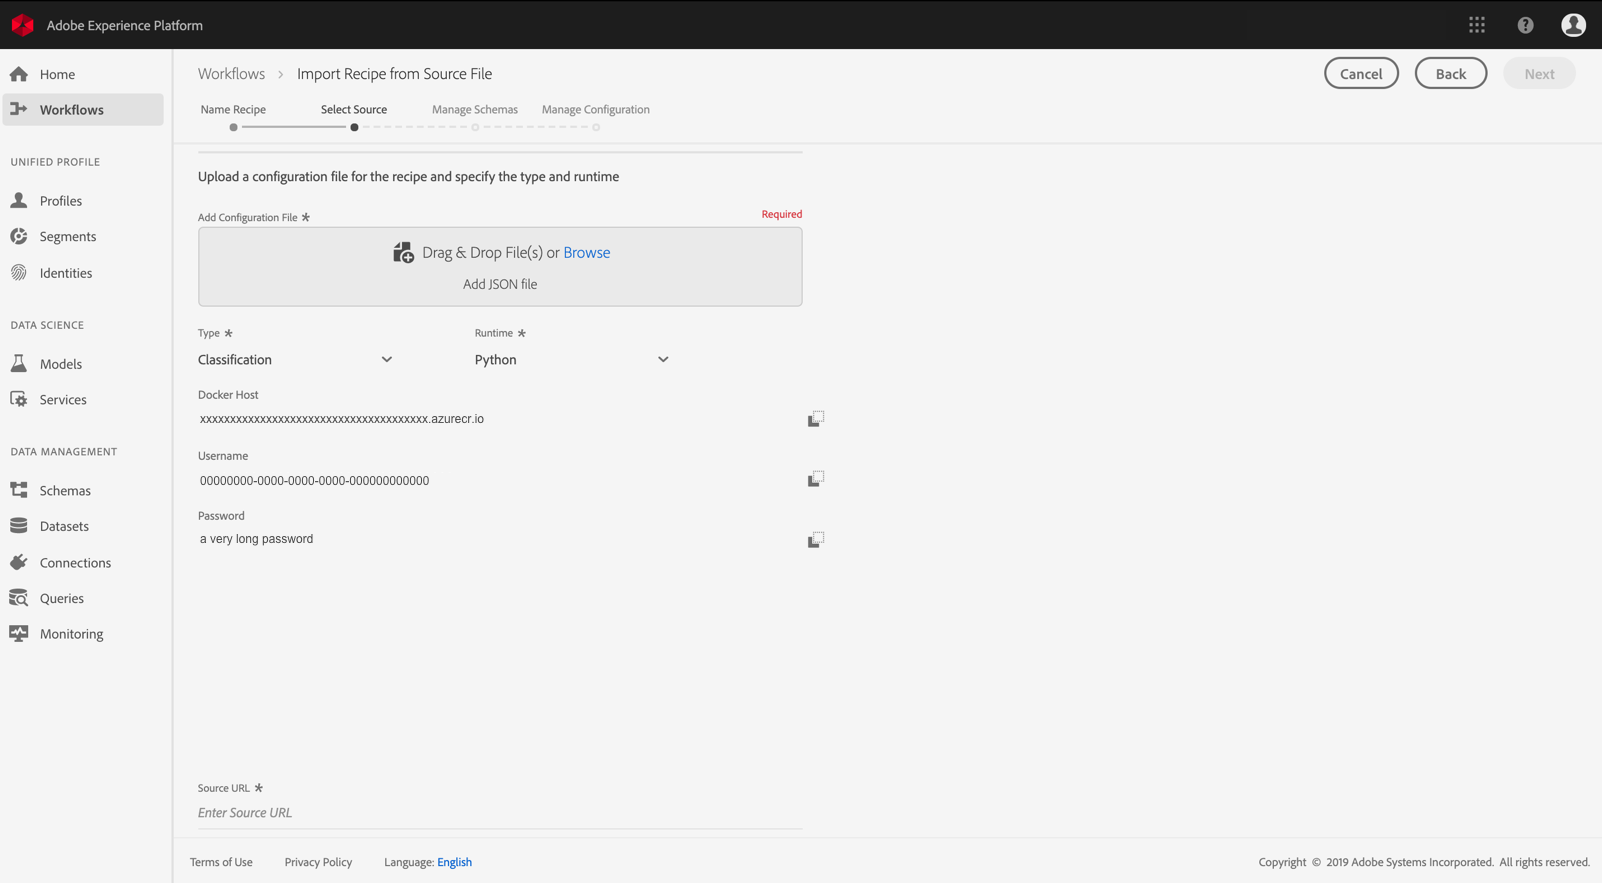 Adobe Experience Platform
Home
Workflows
UNIFIED PROFILE
Profiles
Segments
Identities
DATA SCIENCE
Models
Services
DATA MANAGEMENT
Schemas
Datasets
Connections
Queries
Monitoring
Workflows > Import Recipe from Source File
Cancel Back Next
Name Recipe Select Source Manage Schemas Manage Configuration
Upload a configuration file for the recipe and specify the type and runtime
Add Configuration File * Required
Drag & Drop File(s) or Browse
Add JSON file
Type * Runtime *
Classification Python
Docker Host
xxxxxxxxxxxxxxxxxxxxxxxxxxxxxxxxxxxxxx.azurecr.io
Username
00000000-0000-0000-0000-000000000000
Password
a very long password
Source URL *
Enter Source URL
Terms of Use Privacy Policy Language: English Copyright © 2019 Adobe Systems Incorporated. All rights reserved.